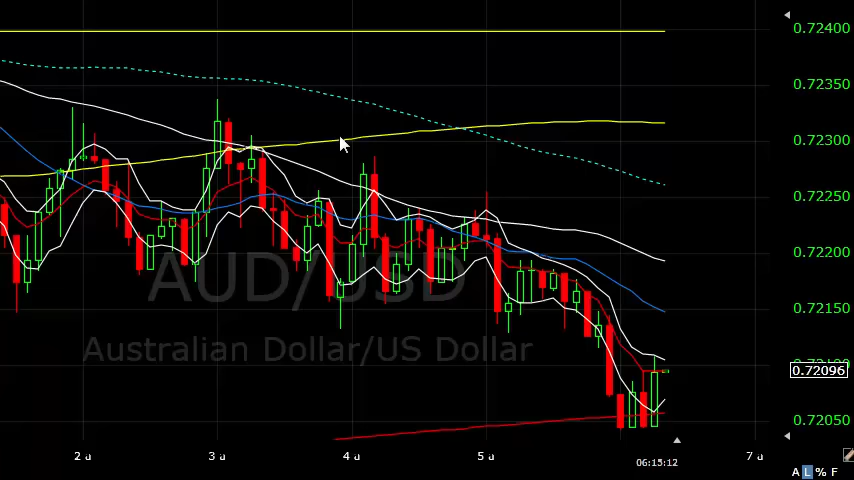 0.72400
0.72350
0.72300
0.72250
0.72200
AUD/USD
0.72150
Australian Dollar/US Dollar
0.72096
0.72050
2 a 3 a 4 a 5 a 7 a
06:15:12
A L % F